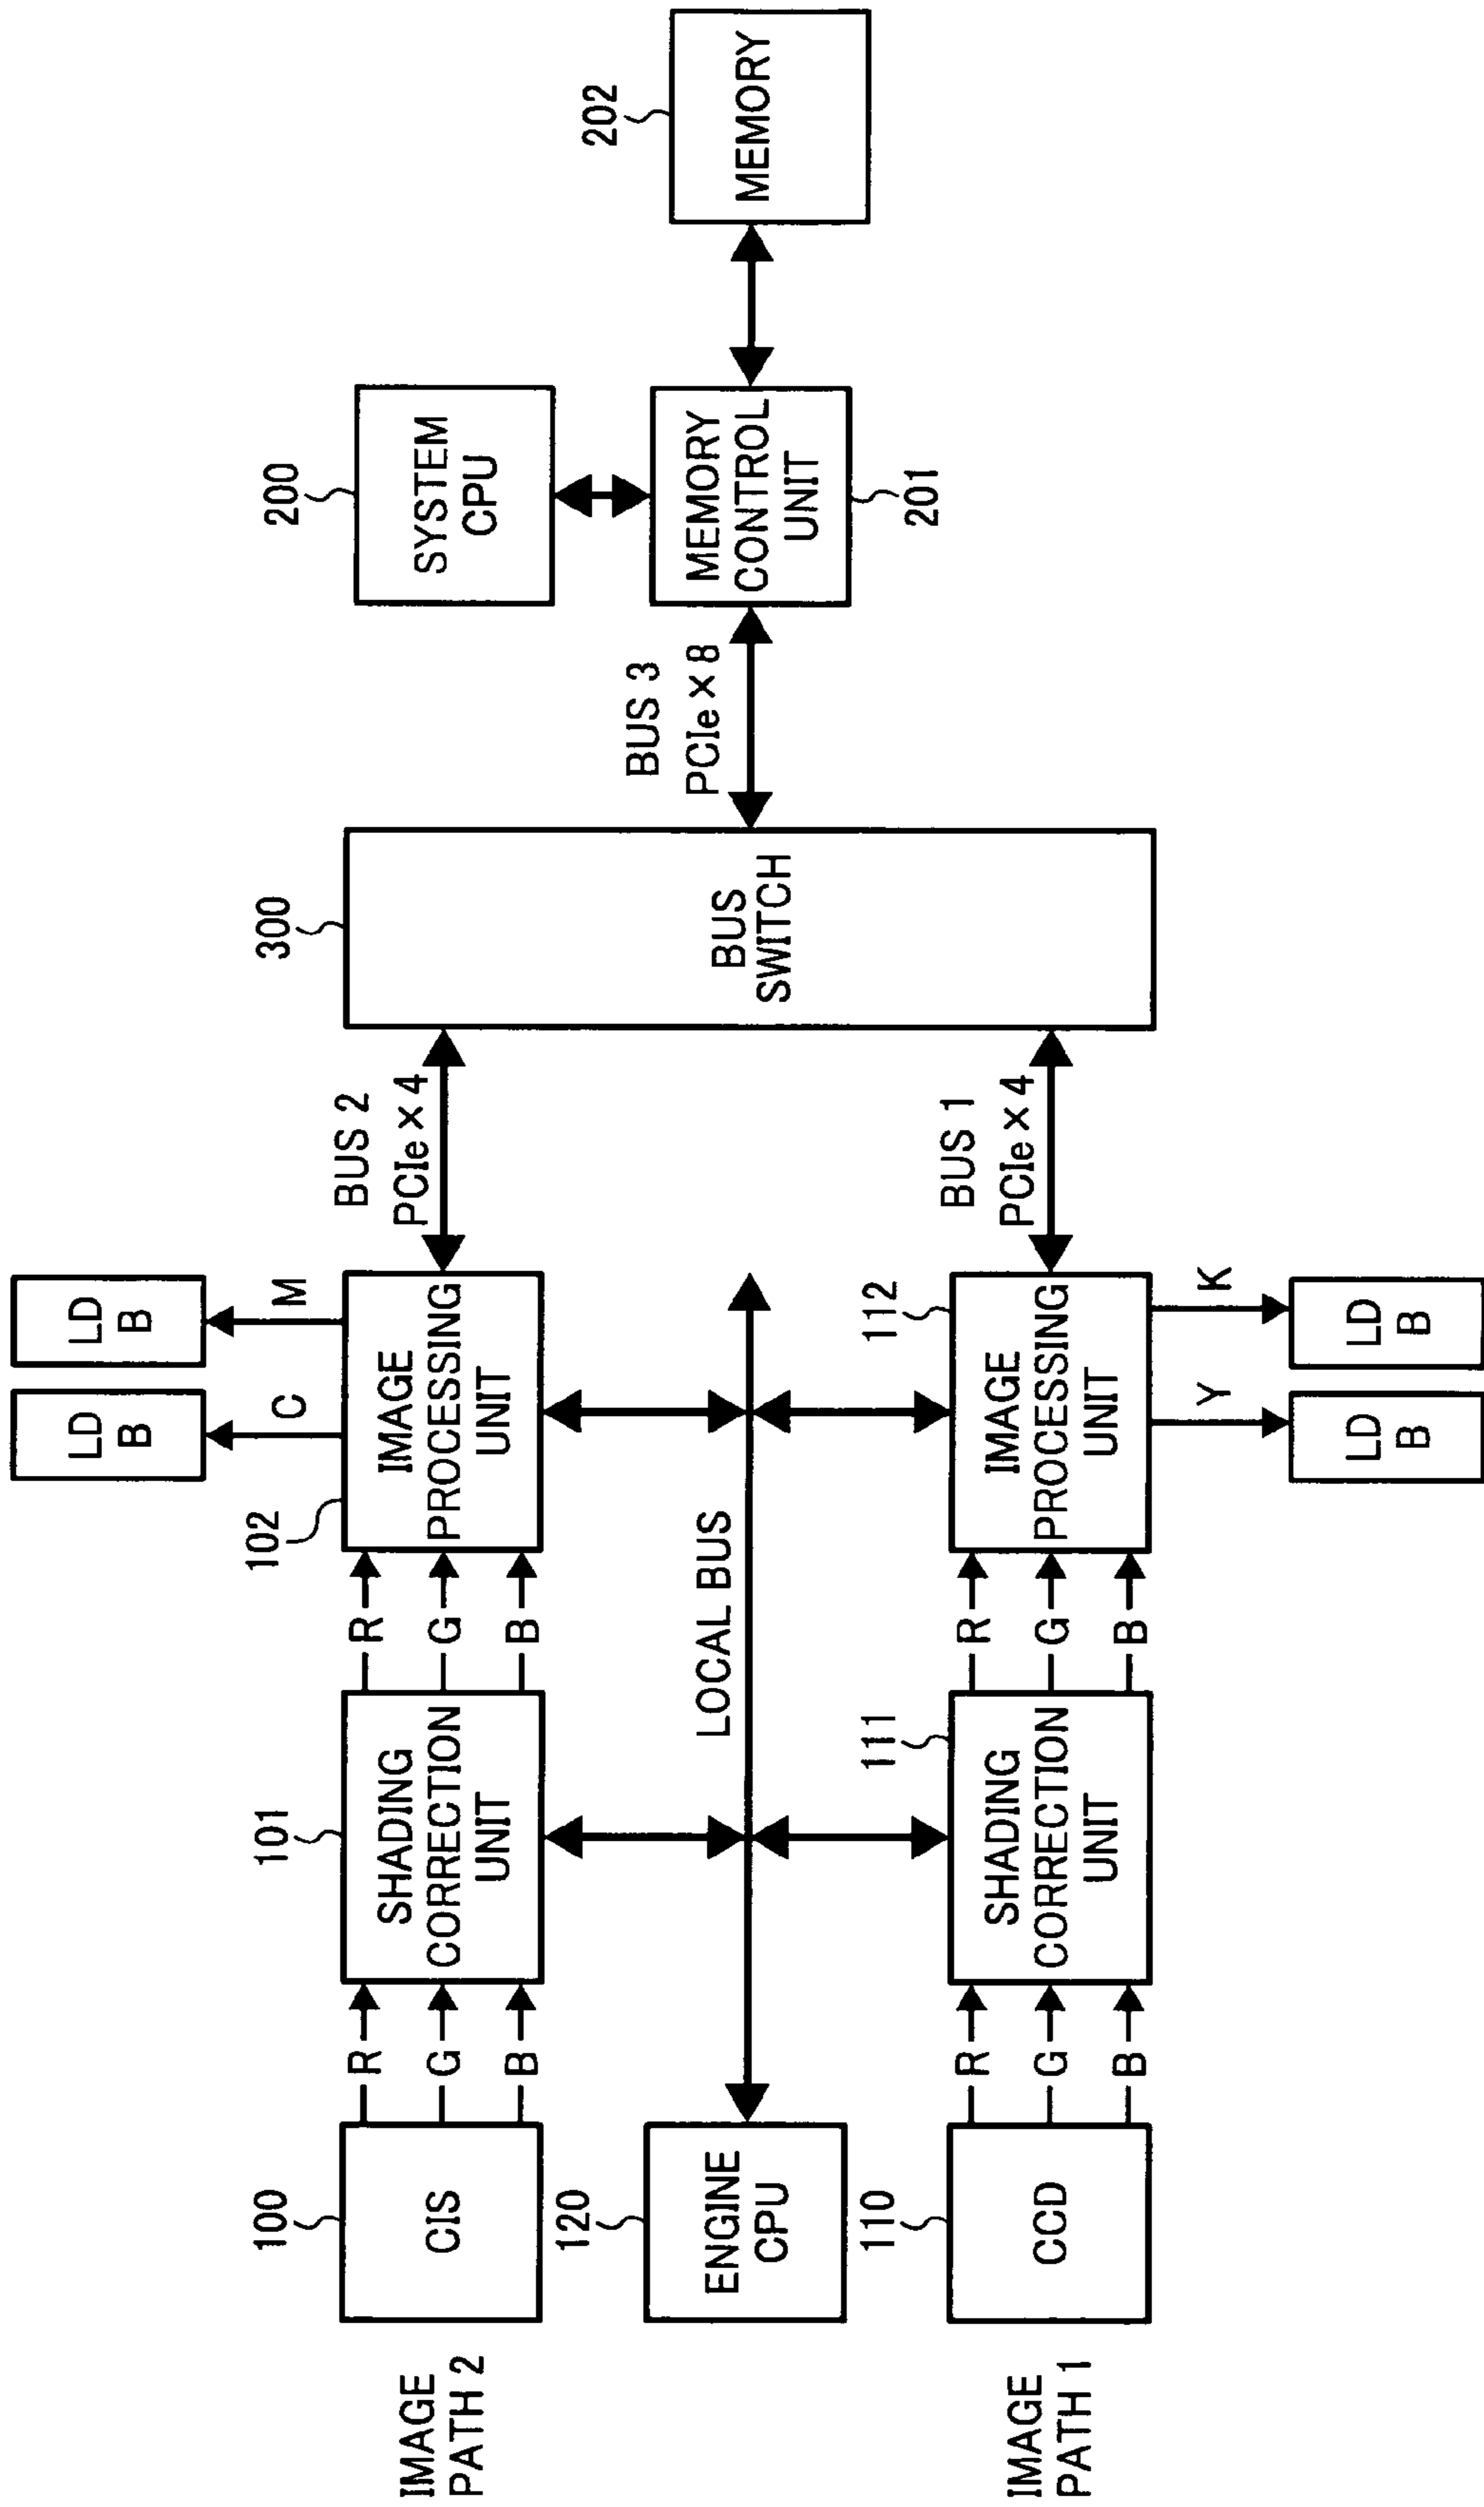 LD
B
LD
B
C
M
102
IMAGE
PROCESSING
UNIT
BUS 2
PCIe x 4
300
BUS
SWITCH
BUS 3
PCIe x 8
200
SYSTEM
CPU
MEMORY
CONTROL
UNIT
201
202
MEMORY
IMAGE
PATH 2
100
CIS
R
G
B
101
SHADING
CORRECTION
UNIT
R
G
B
120
ENGINE
CPU
LOCAL BUS
IMAGE
PATH 1
110
CCD
R
G
B
111
SHADING
CORRECTION
UNIT
R
G
B
112
IMAGE
PROCESSING
UNIT
BUS 1
PCIe x 4
Y
K
LD
B
LD
B